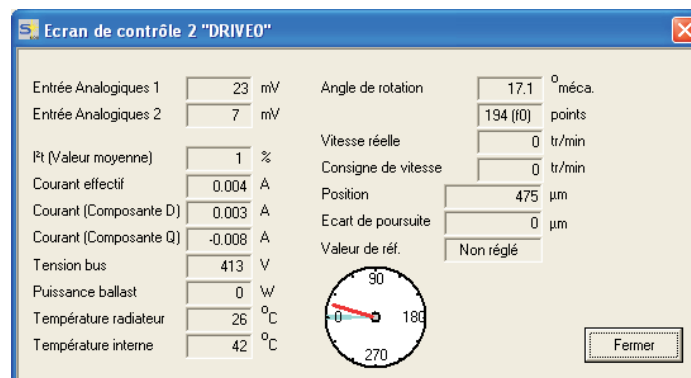 Ecran de contrôle 2 "DRIVE0"
Entrée Analogiques 1 23 mV
Entrée Analogiques 2 7 mV
I²t (Valeur moyenne) 1 %
Courant effectif 0.004 A
Courant (Composante D) 0.003 A
Courant (Composante Q) -0.008 A
Tension bus 413 V
Puissance ballast 0 W
Température radiateur 26 °C
Température interne 42 °C
Angle de rotation 17.1 °méca.
194 (f0) points
Vitesse réelle 0 tr/min
Consigne de vitesse 0 tr/min
Position 475 µm
Ecart de poursuite 0 µm
Valeur de réf. Non réglé
90
0 180
270
Fermer